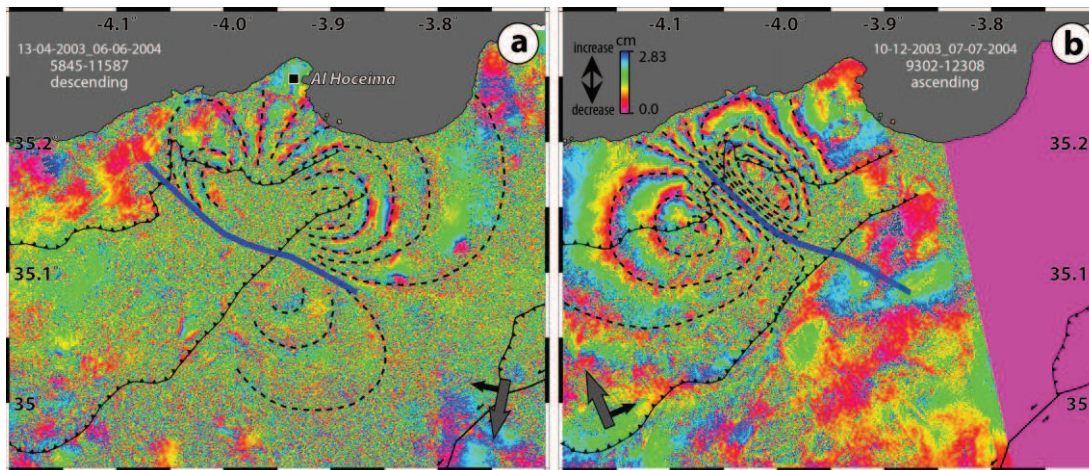 -4.1° -4.0° -3.9° -3.8°
a
13-04-2003_06-06-2004
5845-11587
descending
Al Hoceima
35.2°
35.1°
35°
-4.1° -4.0° -3.9° -3.8°
b
increase
decrease
cm
2.83
0.0
10-12-2003_07-07-2004
9302-12308
ascending
35.2°
35.1°
35°